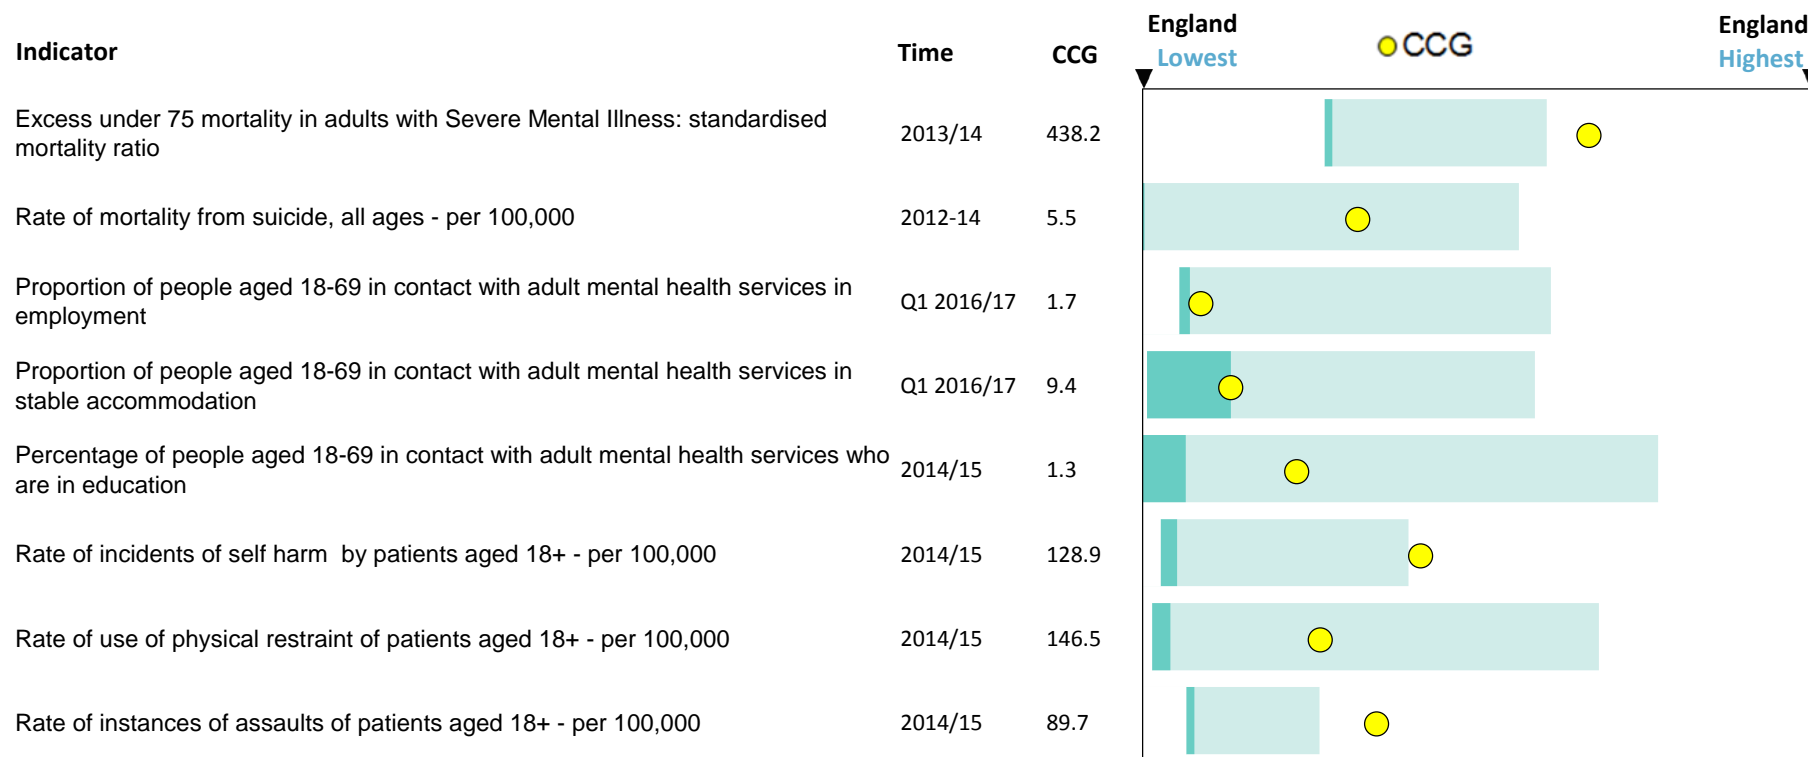 Indicator Time CCG England Lowest CCG England Highest
Excess under 75 mortality in adults with Severe Mental Illness: standardised
mortality ratio
2013/14 438.2
Rate of mortality from suicide, all ages - per 100,000 2012-14 5.5
Proportion of people aged 18-69 in contact with adult mental health services in
employment
Q1 2016/17 1.7
Proportion of people aged 18-69 in contact with adult mental health services in
stable accommodation
Q1 2016/17 9.4
Percentage of people aged 18-69 in contact with adult mental health services who
are in education
2014/15 1.3
Rate of incidents of self harm  by patients aged 18+ - per 100,000 2014/15 128.9
Rate of use of physical restraint of patients aged 18+ - per 100,000 2014/15 146.5
Rate of instances of assaults of patients aged 18+ - per 100,000 2014/15 89.7